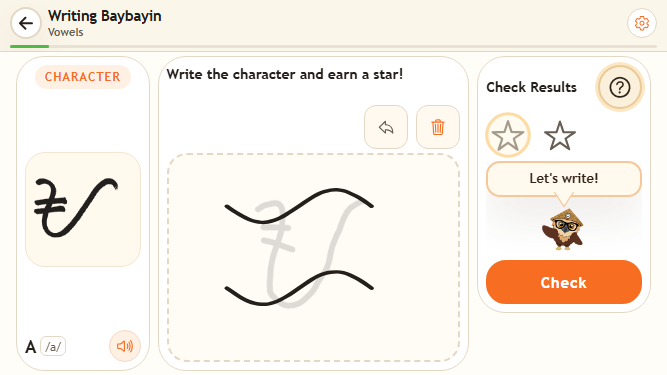 Writing Baybayin
Vowels
CHARACTER
ᜀ
A /a/
Write the character and earn a star!
ᜁ
Check Results
?
Let's write!
Check